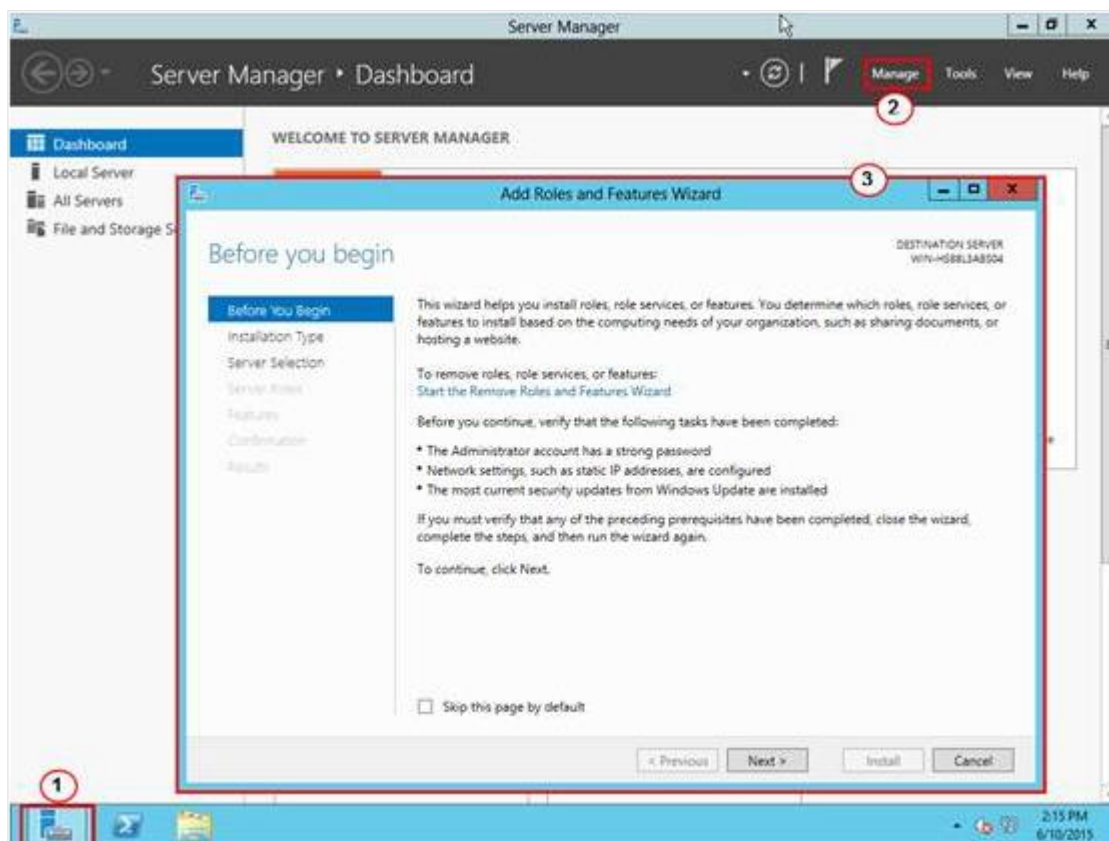 Server Manager
Server Manager • Dashboard
Manage Tools View Help
2
Dashboard
Local Server
All Servers
File and Storage S
WELCOME TO SERVER MANAGER
3
Add Roles and Features Wizard
Before you begin
DESTINATION SERVER
Before You Begin
Installation Type
Server Selection
Server Roles
Features
Confirmation
Results
This wizard helps you install roles, role services, or features. You determine which roles, role services, or
features to install based on the computing needs of your organization, such as sharing documents, or
hosting a website.
To remove roles, role services, or features:
Start the Remove Roles and Features Wizard
Before you continue, verify that the following tasks have been completed:
• The Administrator account has a strong password
• Network settings, such as static IP addresses, are configured
• The most current security updates from Windows Update are installed
If you must verify that any of the preceding prerequisites have been completed, close the wizard,
complete the steps, and then run the wizard again.
To continue, click Next.
Skip this page by default
< Previous Next > Install Cancel
1
2:15 PM
6/10/2015